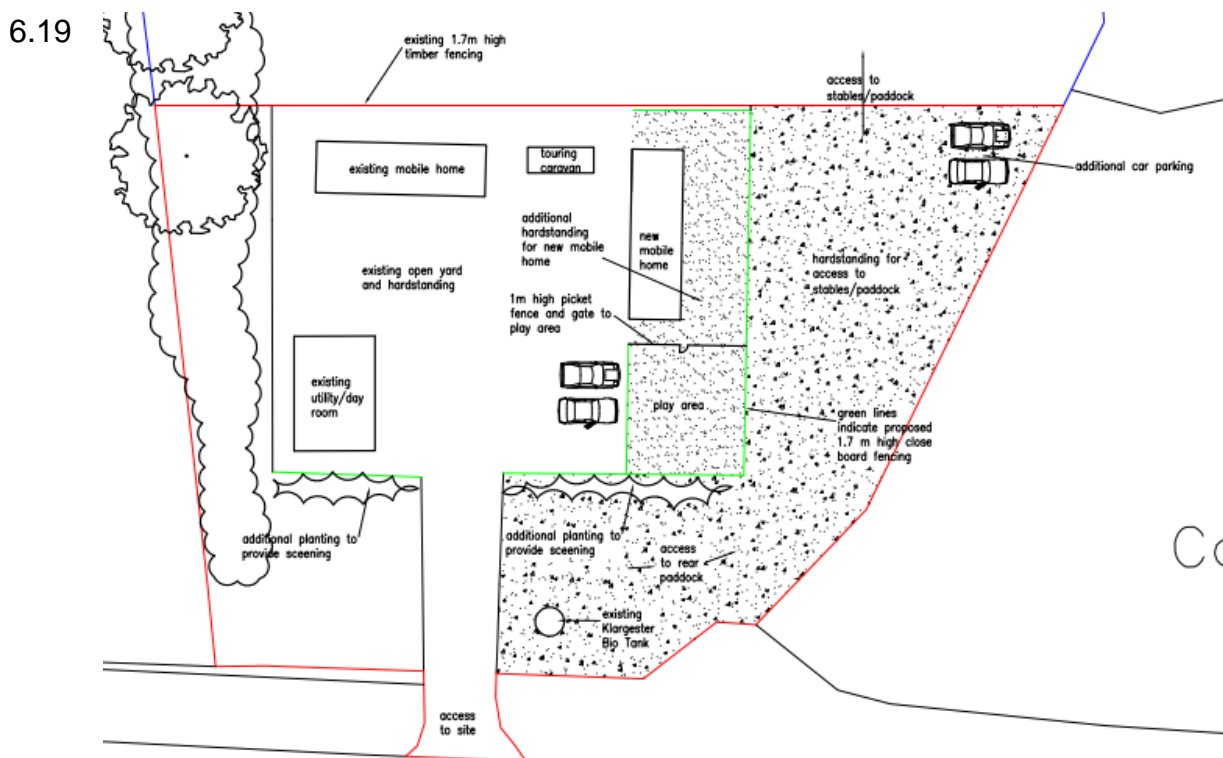 6.19
existing 1.7m high
timber fencing
access to
stables/paddock
additional car parking
existing mobile home
touring
caravan
additional
hardstanding
for new mobile
home
new
mobile
home
hardstanding for
access to
stables/paddock
existing open yard
and hardstanding
1m high picket
fence and gate to
play area
existing
utility/day
room
play area
green lines
indicate proposed
1.7 m high close
board fencing
additional planting to
provide sceening
additional planting to
provide sceening
access
to rear
paddock
existing
Klargester
Bio Tank
access
to site
Co